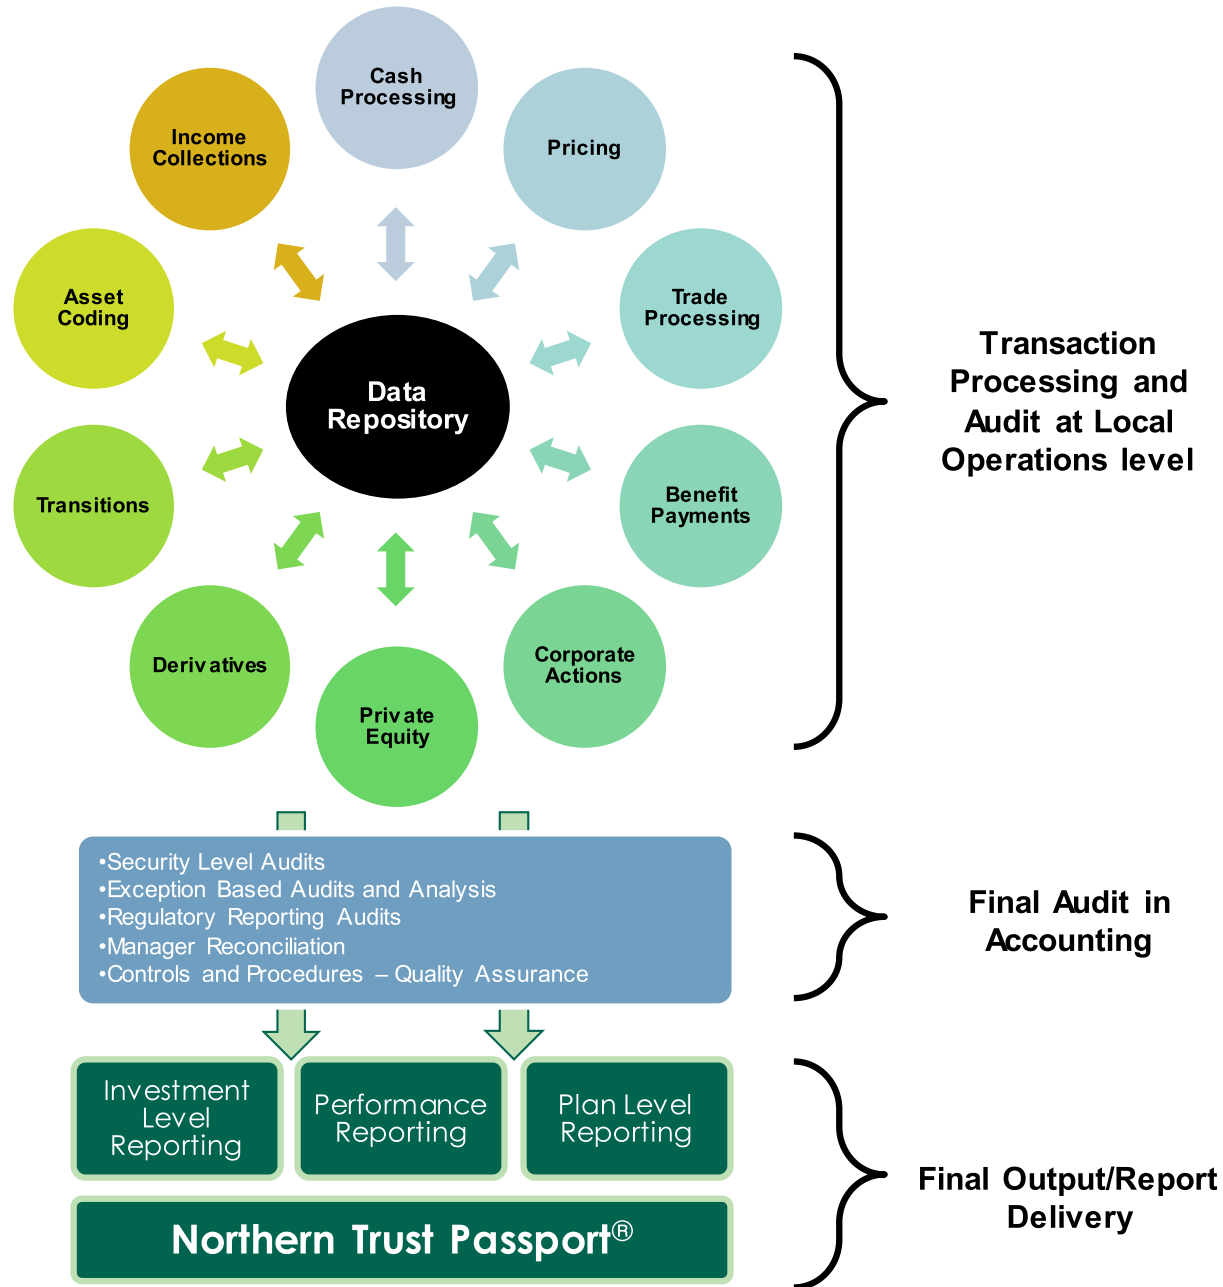 Cash
Processing
Income
Collections
Pricing
Asset
Coding
Trade
Processing
Data
Repository
Transitions
Benefit
Payments
Derivatives
Corporate
Actions
Private
Equity
Transaction
Processing and
Audit at Local
Operations level
•Security Level Audits
•Exception Based Audits and Analysis
•Regulatory Reporting Audits
•Manager Reconciliation
•Controls and Procedures – Quality Assurance
Final Audit in
Accounting
Investment
Level
Reporting
Performance
Reporting
Plan Level
Reporting
Northern Trust Passport®
Final Output/Report
Delivery